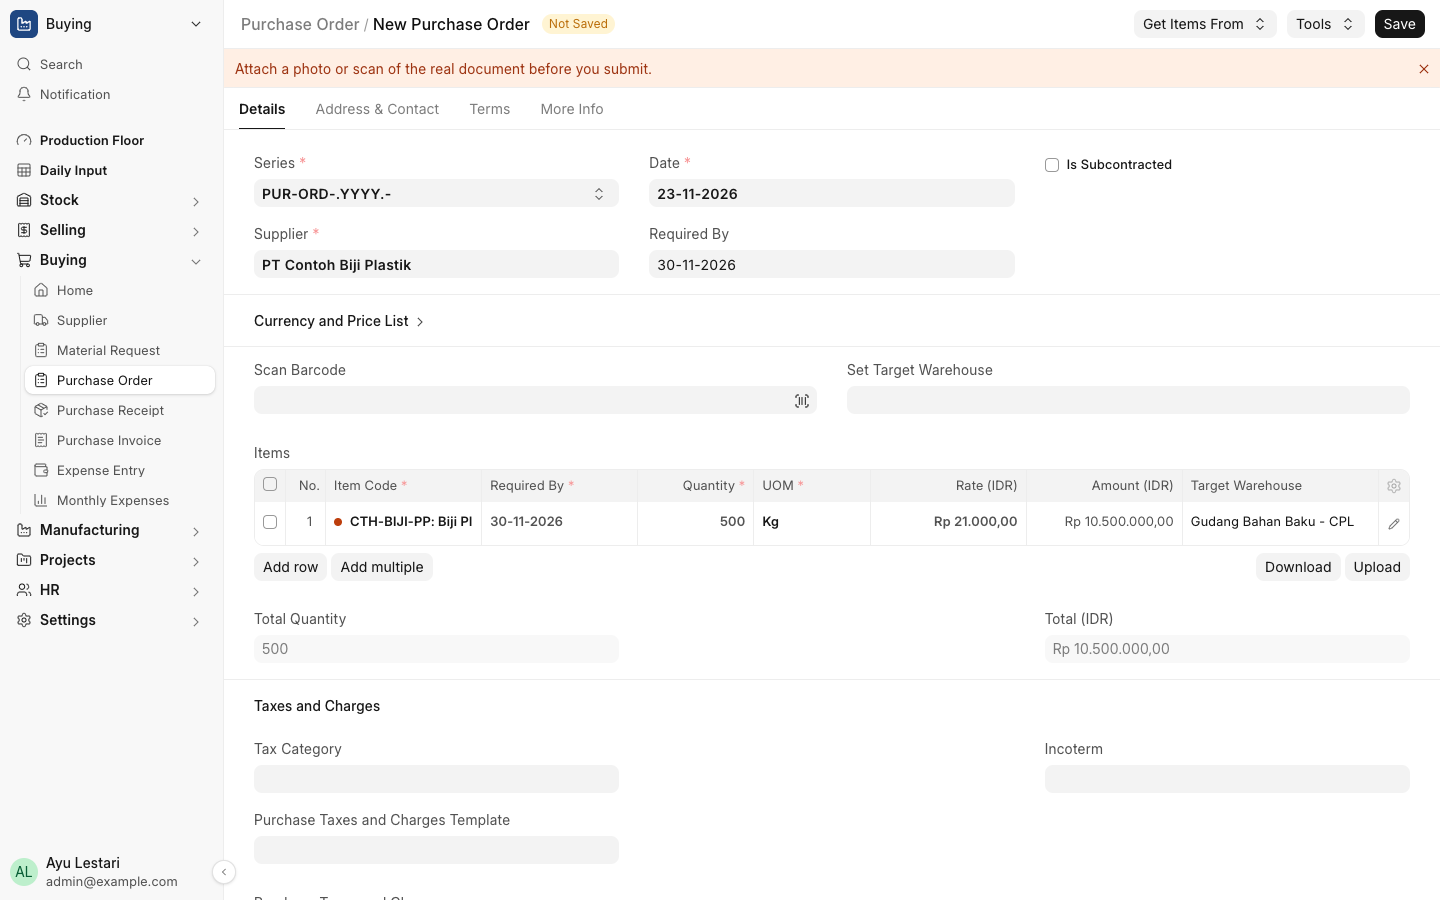 Buying
Search
Notification
Production Floor
Daily Input
Stock
Selling
Buying
Home
Supplier
Material Request
Purchase Order
Purchase Receipt
Purchase Invoice
Expense Entry
Monthly Expenses
Manufacturing
Projects
HR
Settings
AL
Ayu Lestari
admin@example.com
Purchase Order / New Purchase Order Not Saved
Get Items From Tools Save
Attach a photo or scan of the real document before you submit.
Details Address & Contact Terms More Info
Series * Date * Is Subcontracted
PUR-ORD-.YYYY.- 23-11-2026
Supplier * Required By
PT Contoh Biji Plastik 30-11-2026
Currency and Price List
Scan Barcode Set Target Warehouse
Items
No. Item Code * Required By * Quantity * UOM * Rate (IDR) Amount (IDR) Target Warehouse
1 CTH-BIJI-PP: Biji Pl 30-11-2026 500 Kg Rp 21.000,00 Rp 10.500.000,00 Gudang Bahan Baku - CPL
Add row Add multiple Download Upload
Total Quantity Total (IDR)
500 Rp 10.500.000,00
Taxes and Charges
Tax Category Incoterm
Purchase Taxes and Charges Template